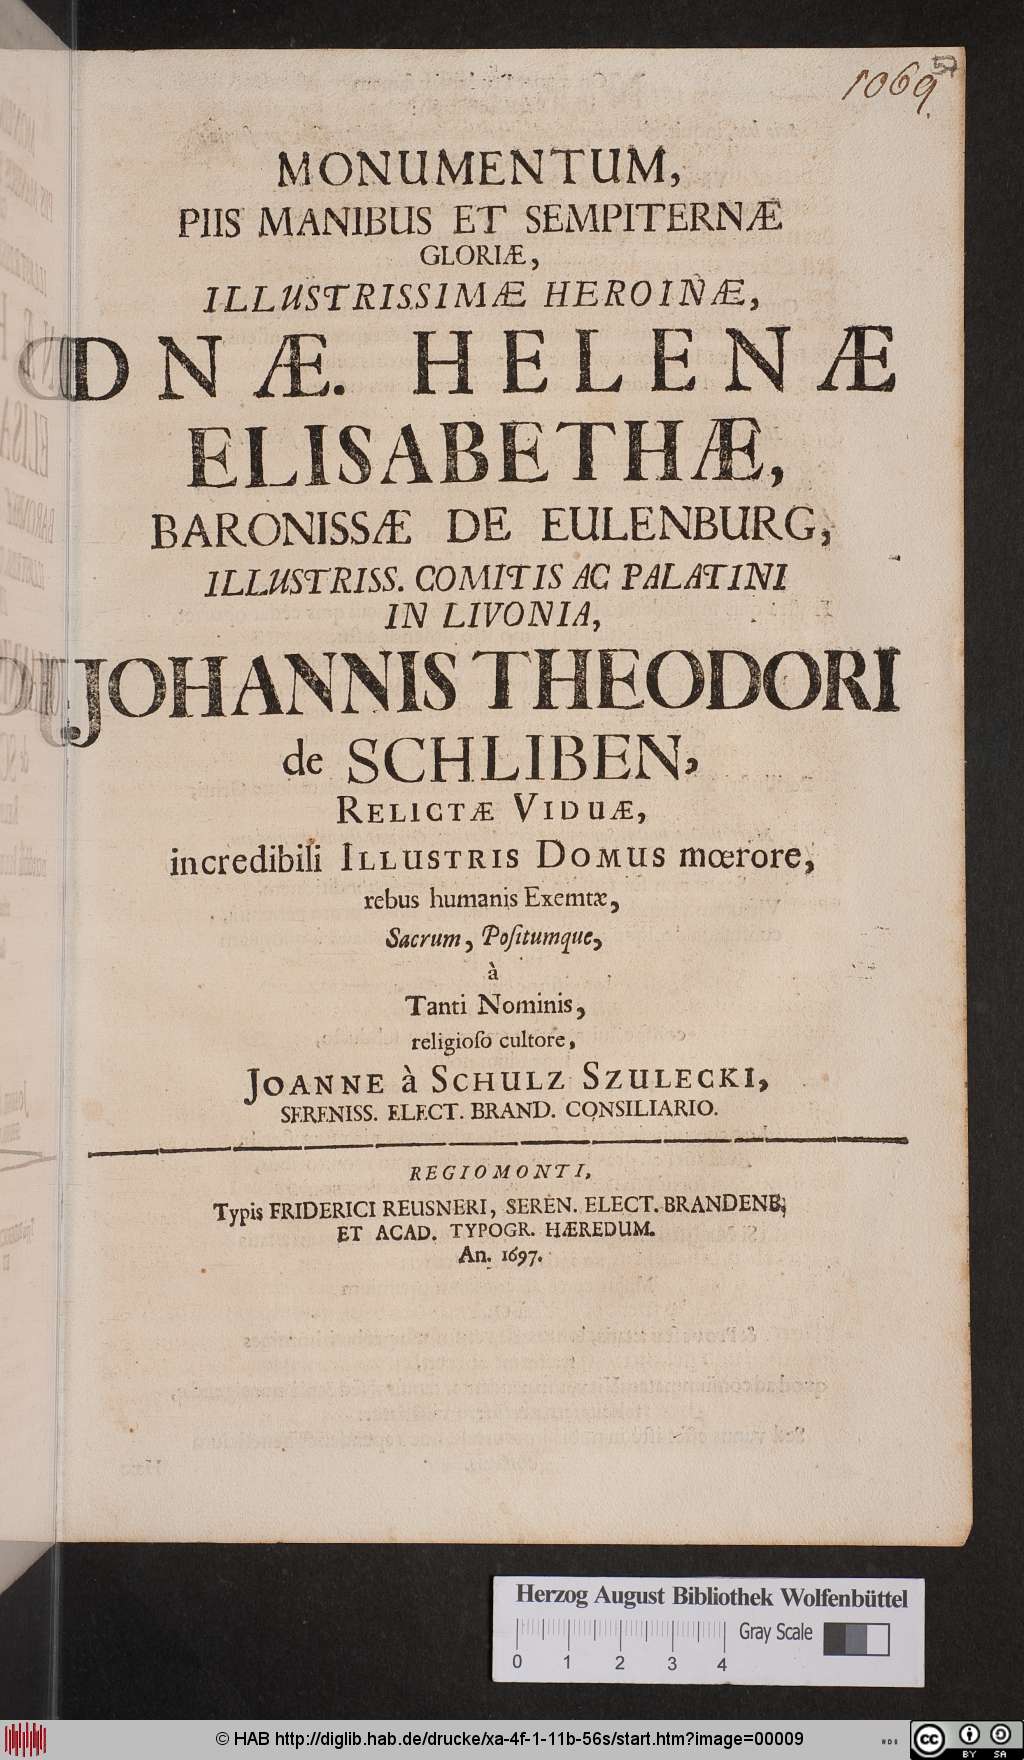 1069.
MONUMENTUM,
PIIS MANIBUS ET SEMPITERNÆ
GLORIÆ,
ILLUSTRISSIMÆ HEROINÆ,
DNÆ. HELENÆ
ELISABETHÆ,
BARONISSÆ DE EULENBURG,
ILLUSTRISS. COMITIS AC PALATINI
IN LIVONIA,
JOHANNIS THEODORI
de SCHLIBEN,
RELICTÆ VIDUÆ,
incredibili ILLUSTRIS DOMUS mœrore,
rebus humanis Exemtæ,
Sacrum, Poſitumque,
à
Tanti Nominis,
religioſo cultore,
JOANNE à SCHULZ SZULECKI,
SERENISS. ELECT. BRAND. CONSILIARIO.
REGIOMONTI,
Typis FRIDERICI REUSNERI, SEREN. ELECT. BRANDENB,
ET ACAD. TYPOGR. HÆREDUM.
An. 1697.
Herzog August Bibliothek Wolfenbüttel
Gray Scale
0 1 2 3 4
© HAB http://diglib.hab.de/drucke/xa-4f-1-11b-56s/start.htm?image=00009
cc BY SA